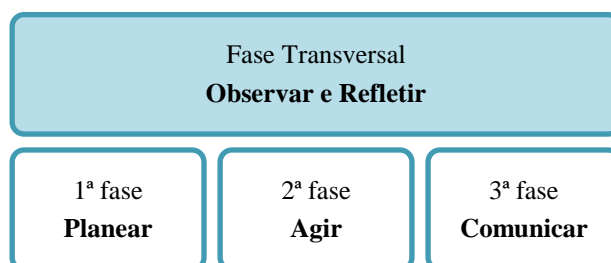 Fase Transversal
Observar e Refletir
1ª fase
Planear
2ª fase
Agir
3ª fase
Comunicar